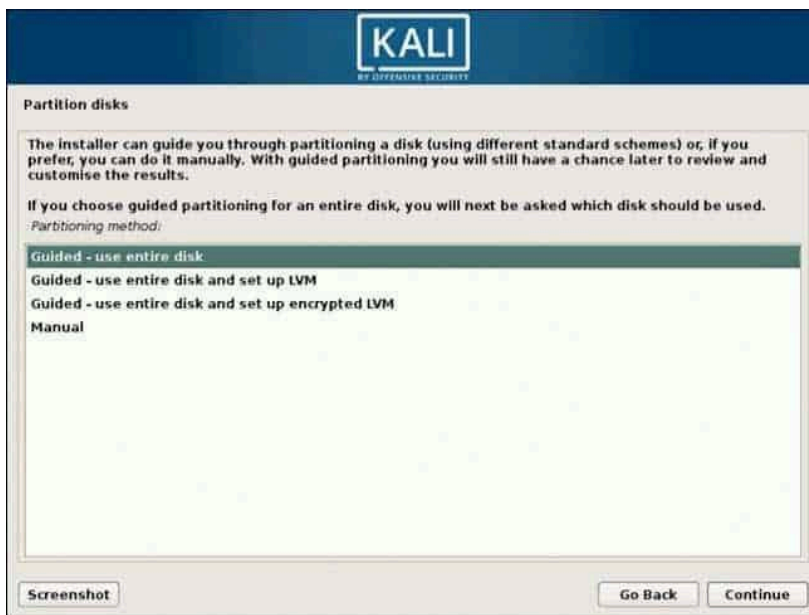 KALI
BY OFFENSIVE SECURITY
Partition disks
The installer can guide you through partitioning a disk (using different standard schemes) or, if you
prefer, you can do it manually. With guided partitioning you will still have a chance later to review and
customise the results.
If you choose guided partitioning for an entire disk, you will next be asked which disk should be used.
Partitioning method:
Guided - use entire disk
Guided - use entire disk and set up LVM
Guided - use entire disk and set up encrypted LVM
Manual
Screenshot
Go Back
Continue